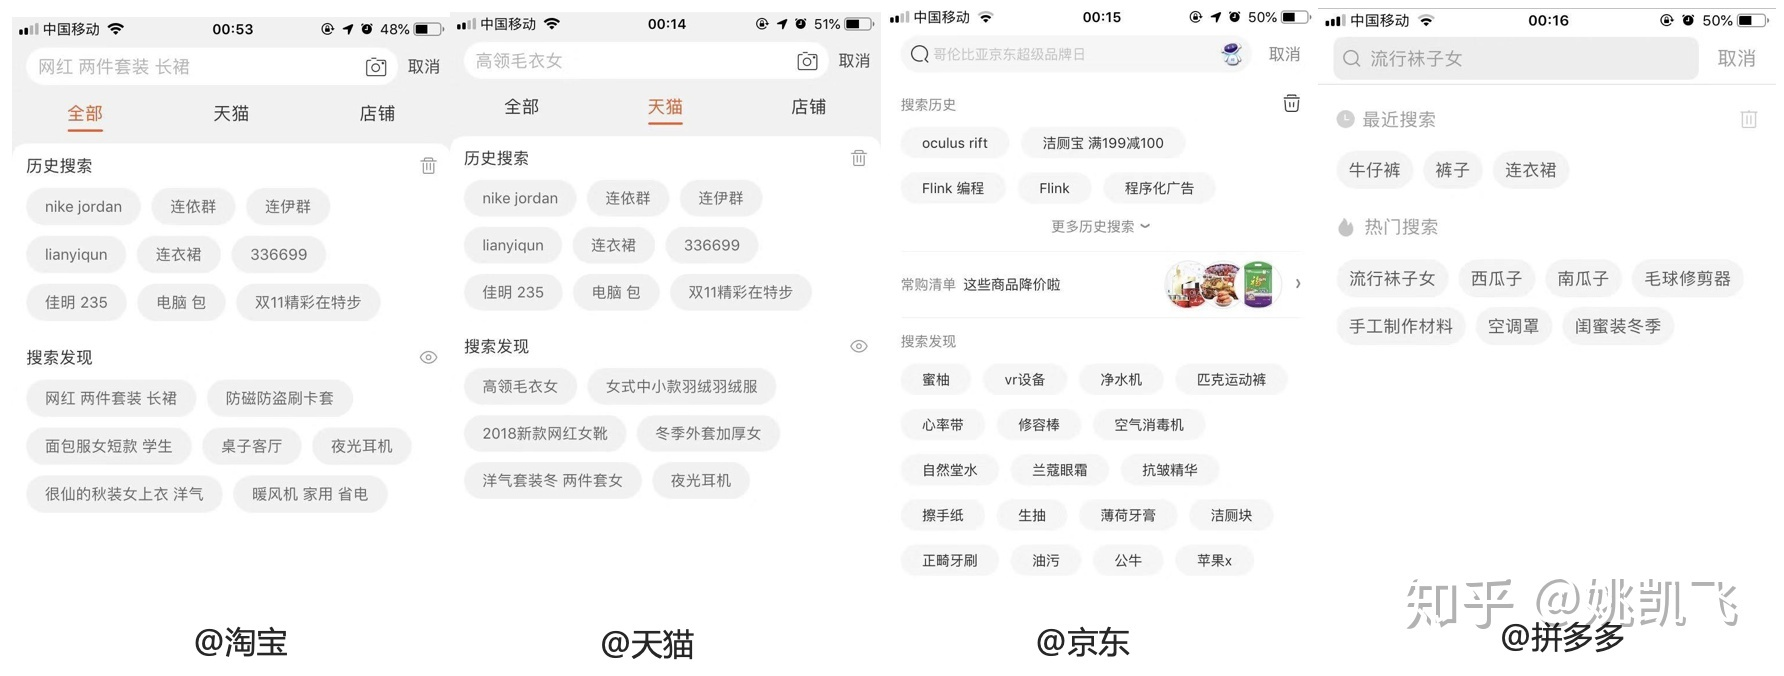 中国移动 00:53 48%
网红 两件套装 长裙 取消
全部 天猫 店铺
历史搜索
nike jordan 连依群 连伊群
lianyiqun 连衣裙 336699
佳明 235 电脑 包 双11精彩在特步
搜索发现
网红 两件套装 长裙 防磁防盗刷卡套
面包服女短款 学生 桌子客厅 夜光耳机
很仙的秋装女上衣 洋气 暖风机 家用 省电
@淘宝
中国移动 00:14 51%
高领毛衣女 取消
全部 天猫 店铺
历史搜索
nike jordan 连依群 连伊群
lianyiqun 连衣裙 336699
佳明 235 电脑 包 双11精彩在特步
搜索发现
高领毛衣女 女式中小款羽绒羽绒服
2018新款网红女靴 冬季外套加厚女
洋气套装冬 两件套女 夜光耳机
@天猫
中国移动 00:15 50%
哥伦比亚京东超级品牌日 取消
搜索历史
oculus rift 洁厕宝 满199减100
Flink 编程 Flink 程序化广告
更多历史搜索
常购清单 这些商品降价啦
搜索发现
蜜柚 vr设备 净水机 匹克运动裤
心率带 修容棒 空气消毒机
自然堂水 兰蔻眼霜 抗皱精华
擦手纸 生抽 薄荷牙膏 洁厕块
正畸牙刷 油污 公牛 苹果x
@京东
中国移动 00:16 50%
流行袜子女 取消
最近搜索
牛仔裤 裤子 连衣裙
热门搜索
流行袜子女 西瓜子 南瓜子 毛球修剪器
手工制作材料 空调罩 闺蜜装冬季
知乎 @姚凯飞
@拼多多